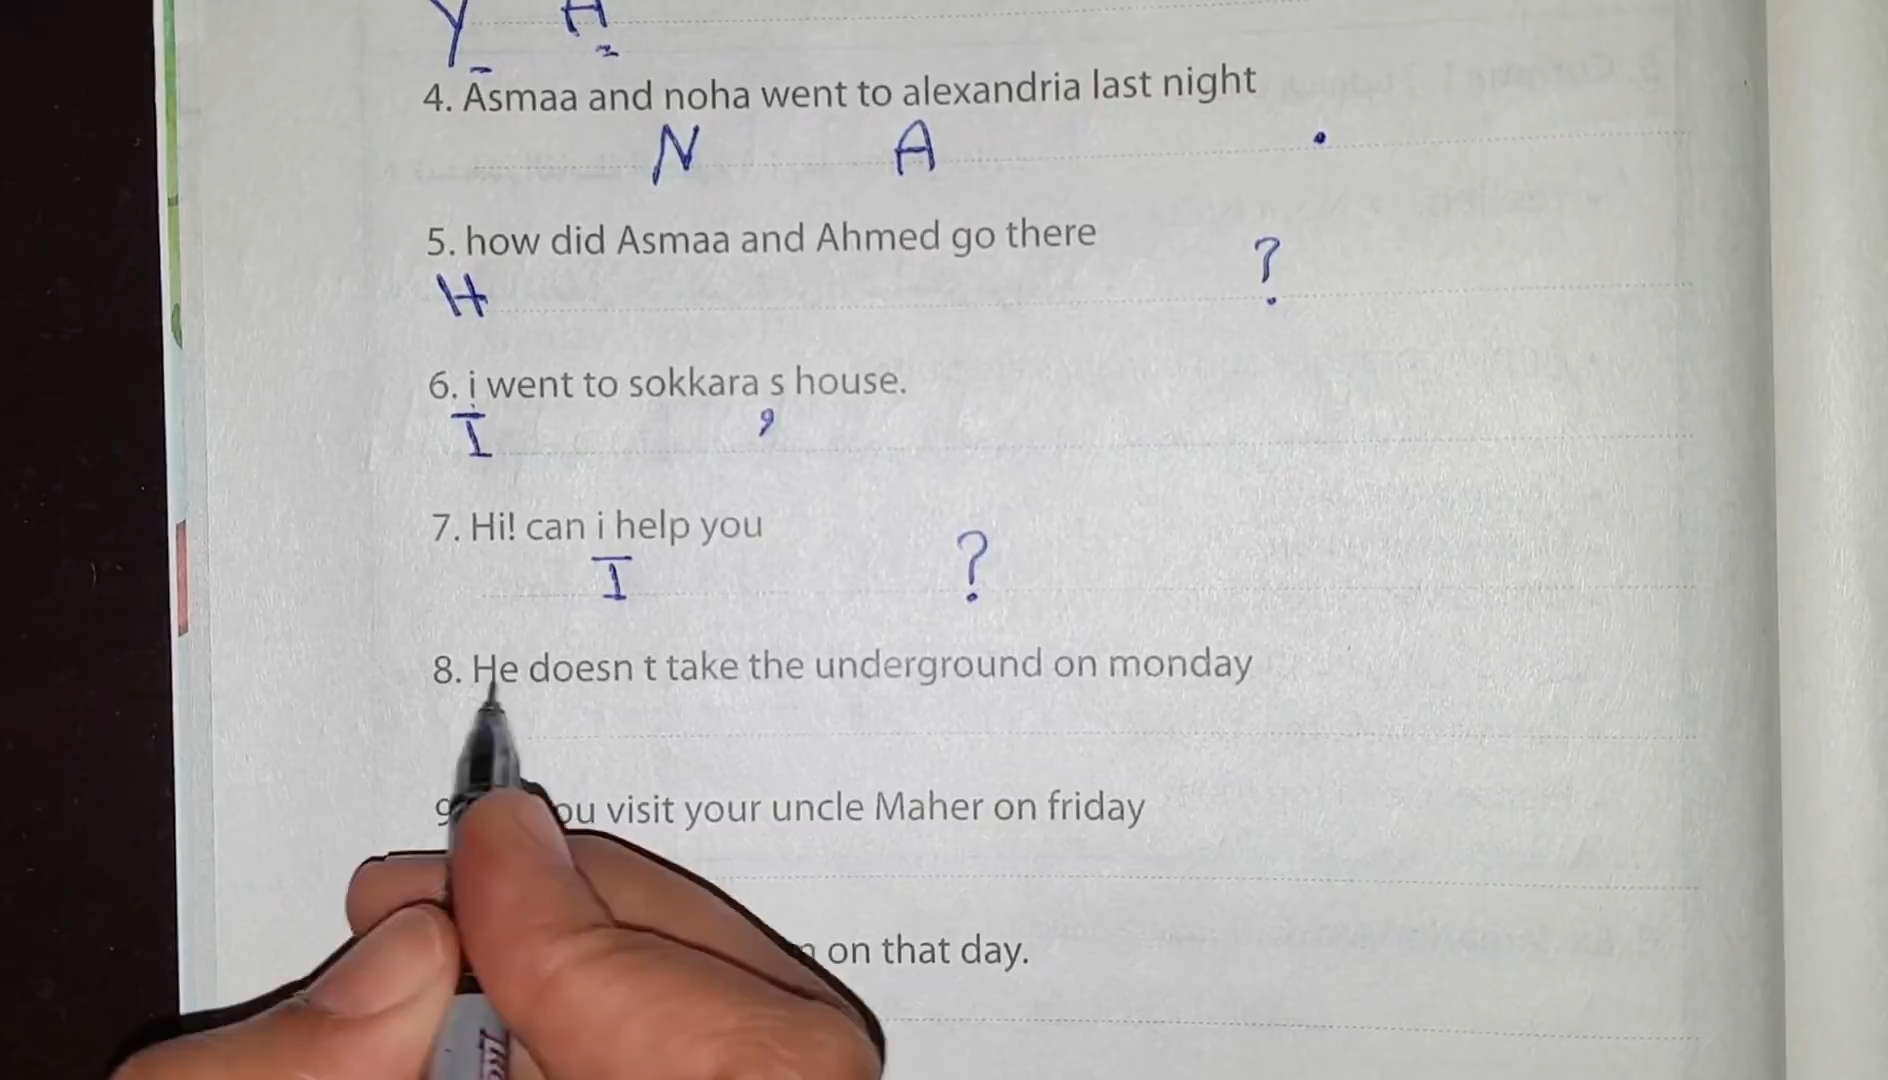 Y A
4. Asmaa and noha went to alexandria last night
N A .
5. how did Asmaa and Ahmed go there
H ?
6. i went to sokkara s house.
I ,
7. Hi! can i help you
I ?
8. He doesn t take the underground on monday
visit your uncle Maher on friday
on that day.